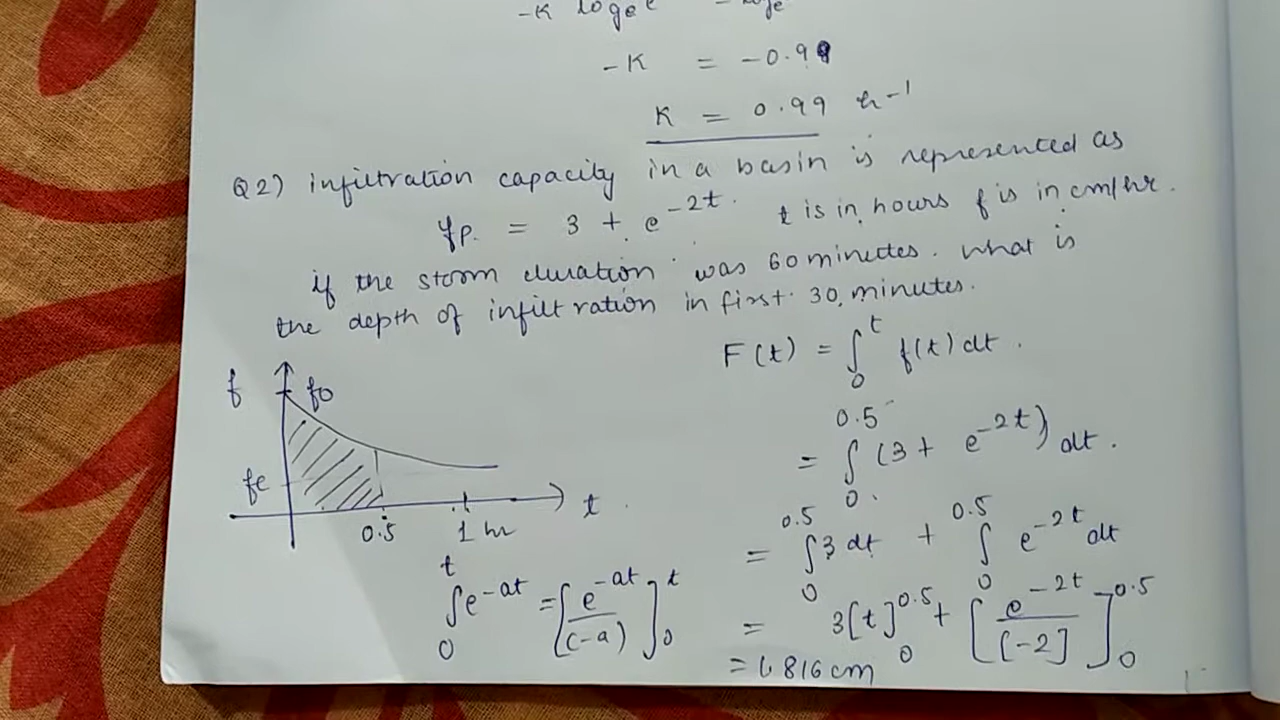 -K loge e
-K = -0.99
K = 0.99 h⁻¹
Q2) infiltration capacity in a basin is represented as
fp. = 3 + e^-2t. t is in hours f is in cm/hr.
if the storm duration was 60 minutes. what is
the depth of infiltration in first 30 minutes.
F(t) = ∫₀^t f(t) dt.
= ∫₀^0.5 (3 + e^-2t) dt.
= ∫₀^0.5 3 dt + ∫₀^0.5 e^-2t dt
= 3[t]₀^0.5 + [e^-2t/(-2]]₀^0.5
= 1.816 cm
f
fo
fc
0.5
1 hr
t
∫₀^t e^-at = [e^-at/(-a)]₀^t